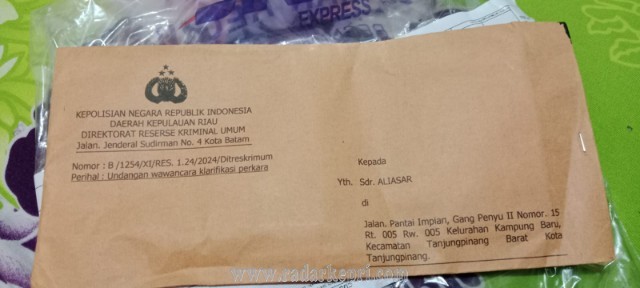 EXPRESS
KEPOLISIAN NEGARA REPUBLIK INDONESIA
DAERAH KEPULAUAN RIAU
DIREKTORAT RESERSE KRIMINAL UMUM
Jalan. Jenderal Sudirman No. 4 Kota Batam
Nomor : B /1254/XI/RES. 1.24/2024/Ditreskrimum
Perihal : Undangan wawancara klarifikasi perkara
Kepada
Yth. Sdr. ALIASAR
di
Jalan. Pantai Impian, Gang Penyu II Nomor. 15
Rt. 005 Rw. 005 Kelurahan Kampung Baru,
Kecamatan Tanjungpinang Barat Kota
Tanjungpinang.
www.radarkepri.com